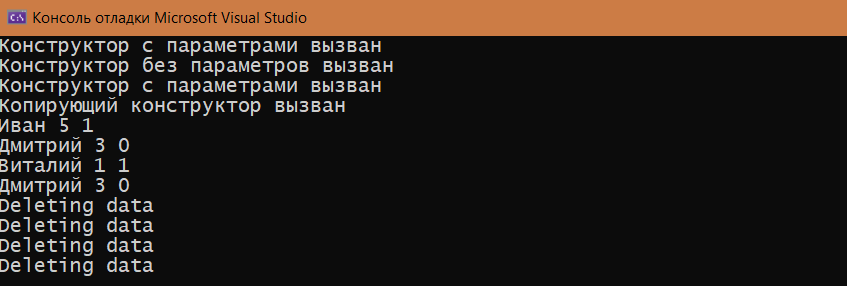 Консоль отладки Microsoft Visual Studio
Конструктор с параметрами вызван
Конструктор без параметров вызван
Конструктор с параметрами вызван
Копирующий конструктор вызван
Иван 5 1
Дмитрий 3 0
Виталий 1 1
Дмитрий 3 0
Deleting data
Deleting data
Deleting data
Deleting data